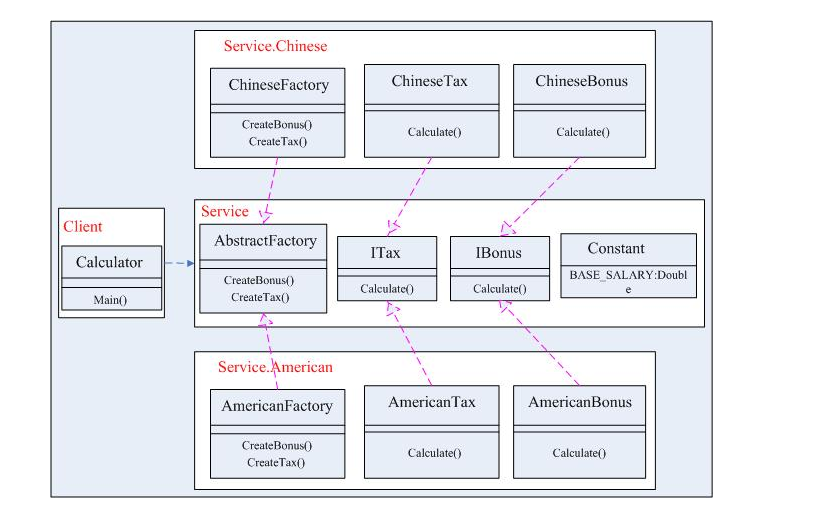 Service.Chinese
ChineseFactory
CreateBonus()
CreateTax()
ChineseTax
Calculate()
ChineseBonus
Calculate()
Client
Calculator
Main()
Service
AbstractFactory
CreateBonus()
CreateTax()
ITax
Calculate()
IBonus
Calculate()
Constant
BASE_SALARY:Doubl
e
Service.American
AmericanFactory
CreateBonus()
CreateTax()
AmericanTax
Calculate()
AmericanBonus
Calculate()